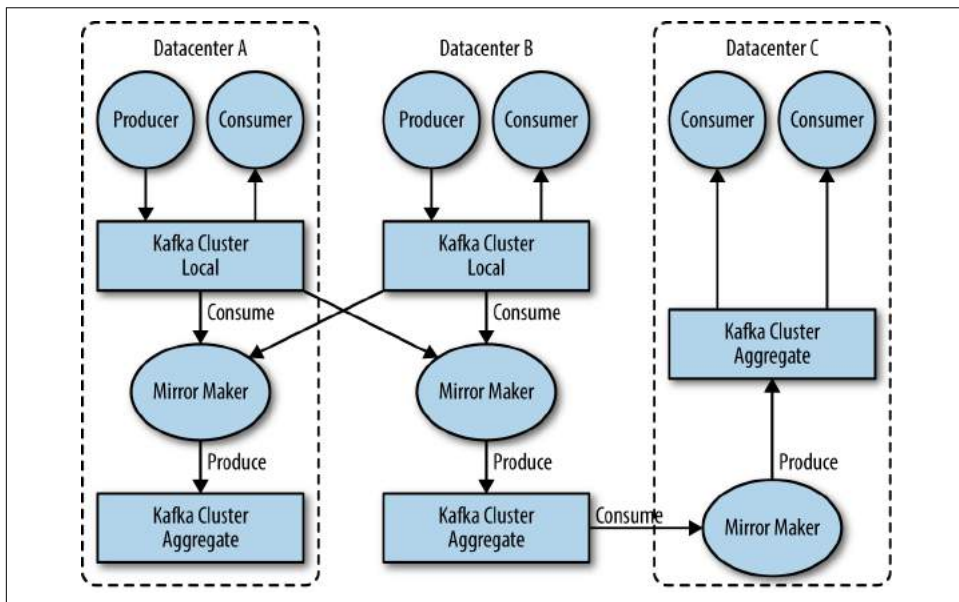 Datacenter A
Datacenter B
Datacenter C
Producer
Consumer
Producer
Consumer
Consumer
Consumer
Kafka Cluster
Local
Kafka Cluster
Local
Consume
Consume
Kafka Cluster
Aggregate
Mirror Maker
Mirror Maker
Produce
Produce
Produce
Kafka Cluster
Aggregate
Kafka Cluster
Aggregate
Consume
Mirror Maker